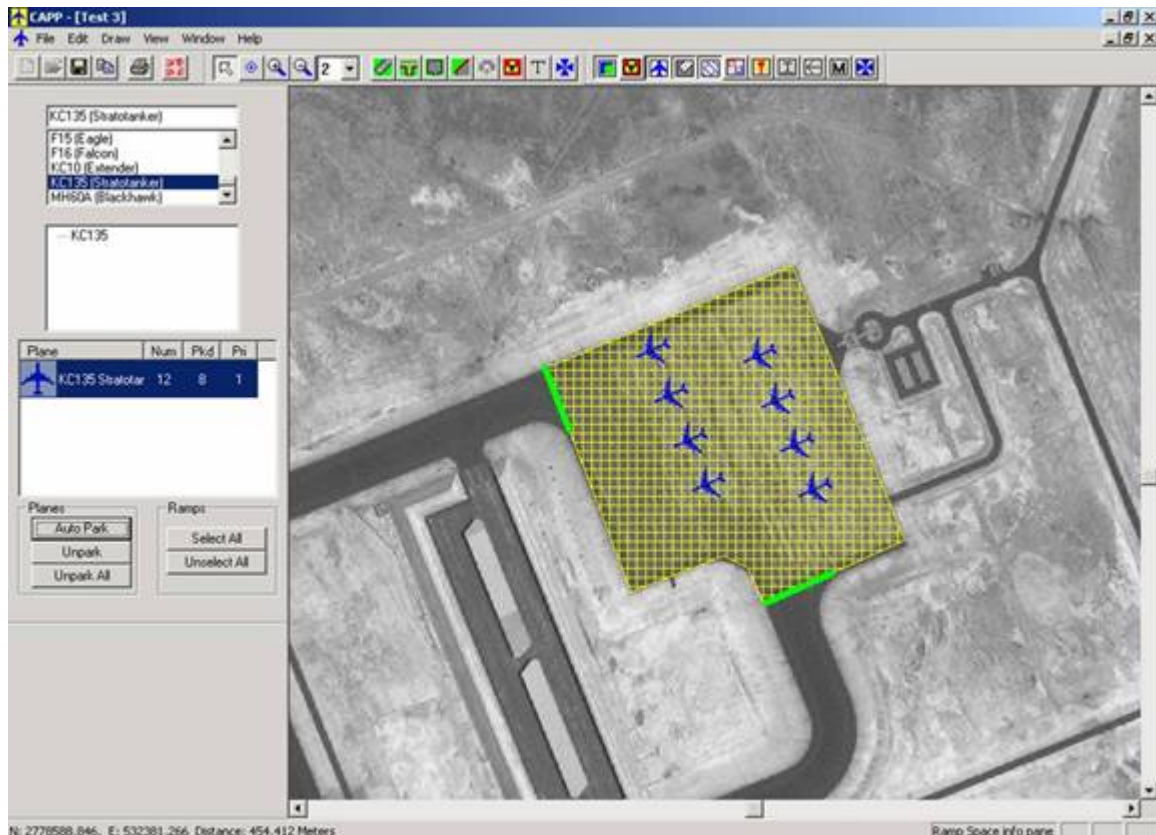 CAPP - [Test 3]
File Edit Draw View Window Help
2 T M
KC135 (Stratotanker)
F15 (Eagle)
F16 (Falcon)
KC10 (Extender)
KC135 (Stratotanker)
MH60A (Blackhawk)
KC135
Plane Num Pkd Pri
KC135 Stratotar 12 8 1
Planes Ramps
Auto Park Select All
Unpark Unselect All
Unpark All
N: 2778588.846, E: 532381.266 Distance: 454.412 Meters Ramp Space info pane